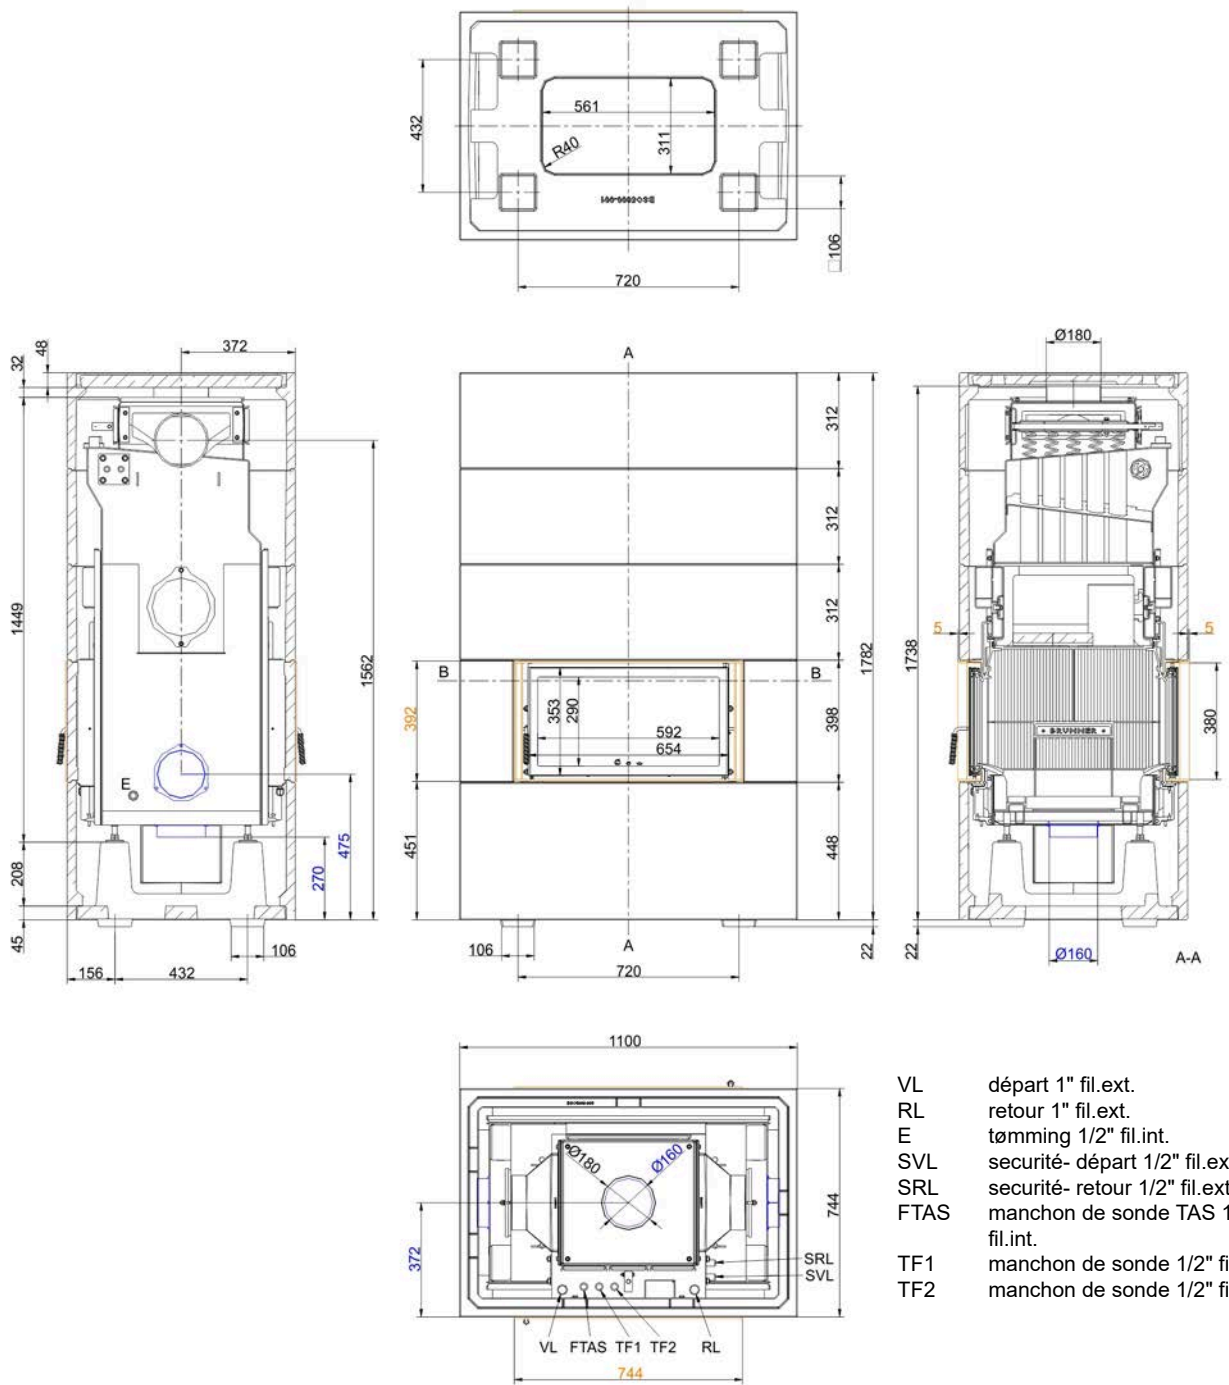 561
432
R40
311
106
720
48
32
372
1449
1562
E
475
270
208
45
106
156
432
A
312
312
312
1782
B
B
392
353
290
592
654
398
451
448
A
106
720
22
Ø180
1738
5
5
BRUNNER
380
22
Ø160
A-A
1100
Ø180
Ø160
744
372
SRL
SVL
VL FTAS TF1 TF2 RL
744
VL départ 1" fil.ext.
RL retour 1" fil.ext.
E tømming 1/2" fil.int.
SVL securité- départ 1/2" fil.ex
SRL securité- retour 1/2" fil.ext
FTAS manchon de sonde TAS 1
fil.int.
TF1 manchon de sonde 1/2" fi
TF2 manchon de sonde 1/2" fi